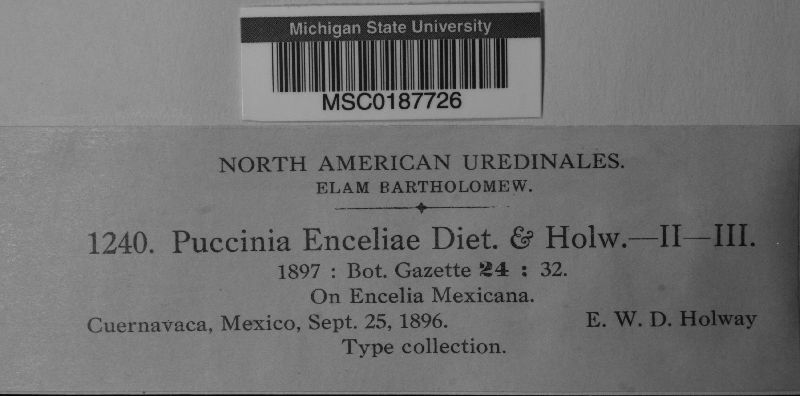 Michigan State University
MSC0187726
NORTH AMERICAN UREDINALES.
ELAM BARTHOLOMEW.
1240. Puccinia Enceliae Diet. & Holw.—II—III.
1897 : Bot. Gazette 24 : 32.
On Encelia Mexicana.
Cuernavaca, Mexico, Sept. 25, 1896. E. W. D. Holway
Type collection.